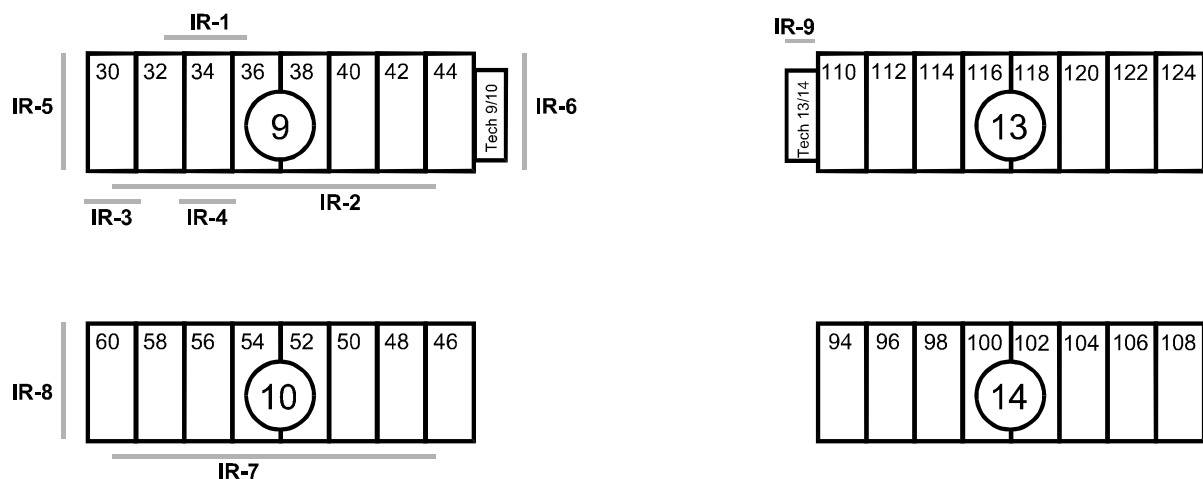 IR-1
IR-9
30 32 34 36 38 40 42 44
110 112 114 116 118 120 122 124
IR-5
9
Tech 9/10
IR-6
Tech 13/14
13
IR-2
IR-3
IR-4
60 58 56 54 52 50 48 46
94 96 98 100 102 104 106 108
IR-8
10
14
IR-7